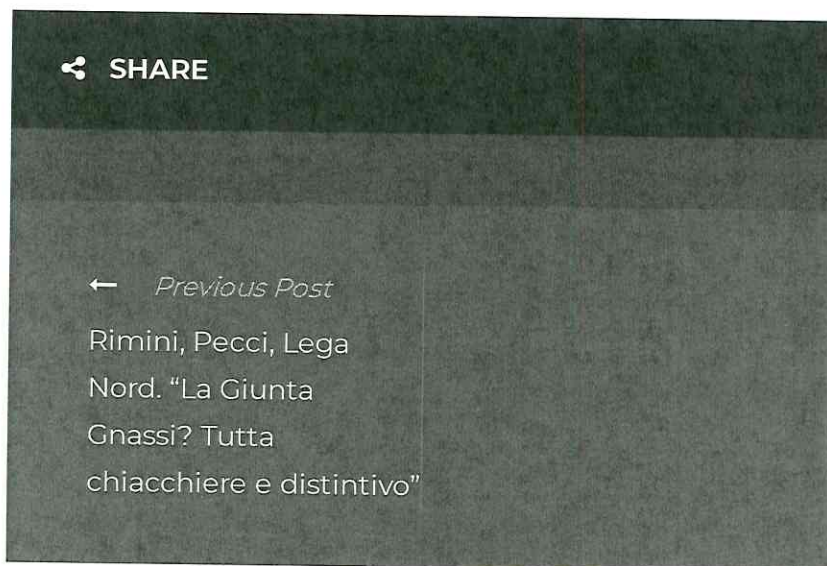 SHARE
Previous Post
Rimini, Pecci, Lega
Nord. “La Giunta
Gnassi? Tutta
chiacchiere e distintivo”